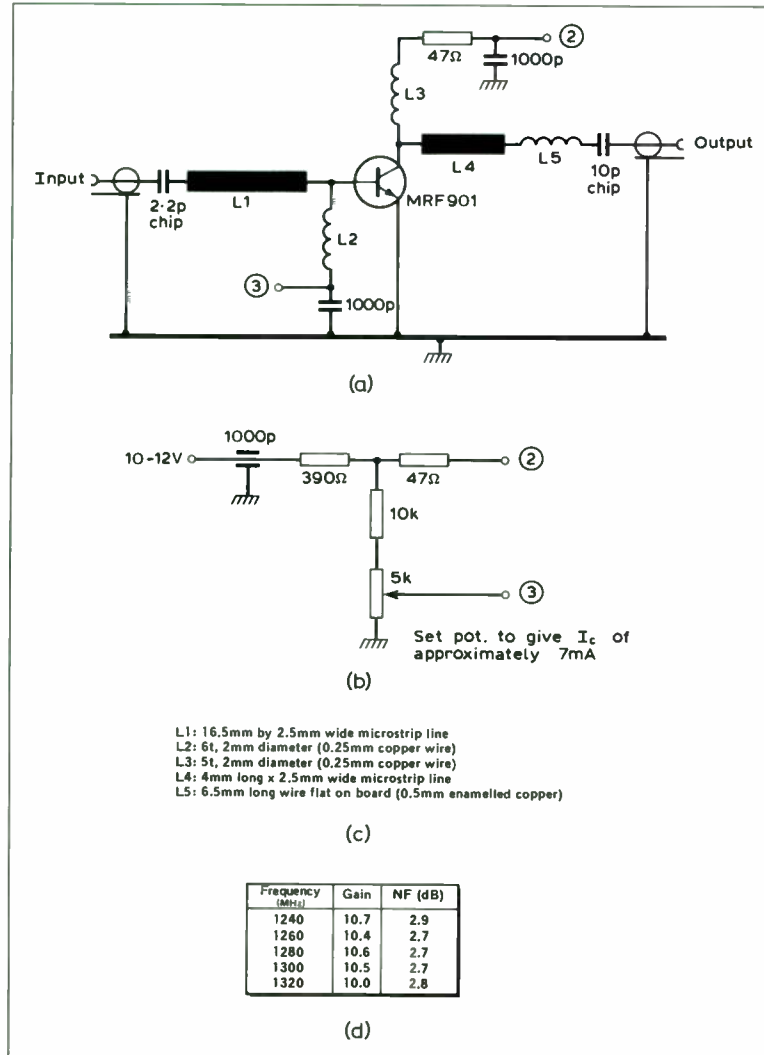 ②
47Ω
1000p
L3
L4
L5
10p
chip
Output
Input
2·2p
chip
L1
MRF901
L2
③
1000p
(a)
1000p
10-12V
390Ω
47Ω
②
10k
5k
③
Set pot. to give Ic of
approximately 7mA
(b)
L1: 16.5mm by 2.5mm wide microstrip line
L2: 6t, 2mm diameter (0.25mm copper wire)
L3: 5t, 2mm diameter (0.25mm copper wire)
L4: 4mm long x 2.5mm wide microstrip line
L5: 6.5mm long wire flat on board (0.5mm enamelled copper)
(c)
Frequency (MHz) Gain NF (dB)
1240 10.7 2.9
1260 10.4 2.7
1280 10.6 2.7
1300 10.5 2.7
1320 10.0 2.8
(d)